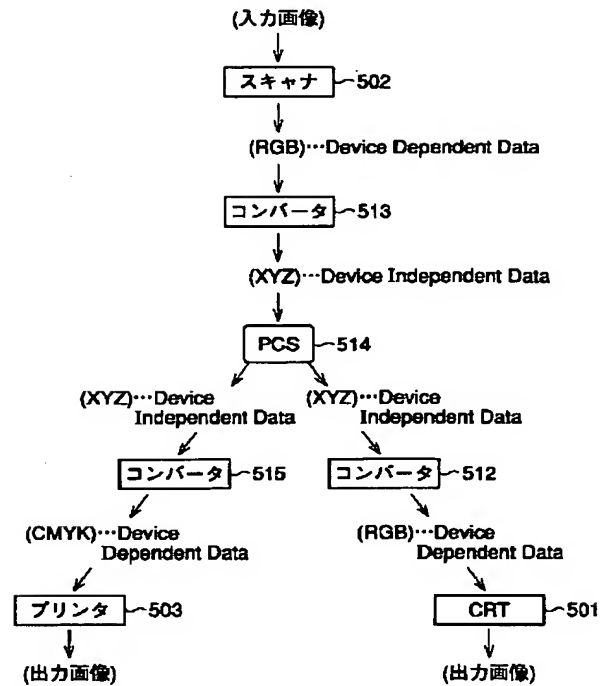 (入力画像)
スキャナ 502
(RGB)…Device Dependent Data
コンバータ 513
(XYZ)…Device Independent Data
PCS 514
(XYZ)…Device
Independent Data
(XYZ)…Device
Independent Data
コンバータ 515
コンバータ 512
(CMYK)…Device
Dependent Data
(RGB)…Device
Dependent Data
プリンタ 503
CRT 501
(出力画像)
(出力画像)